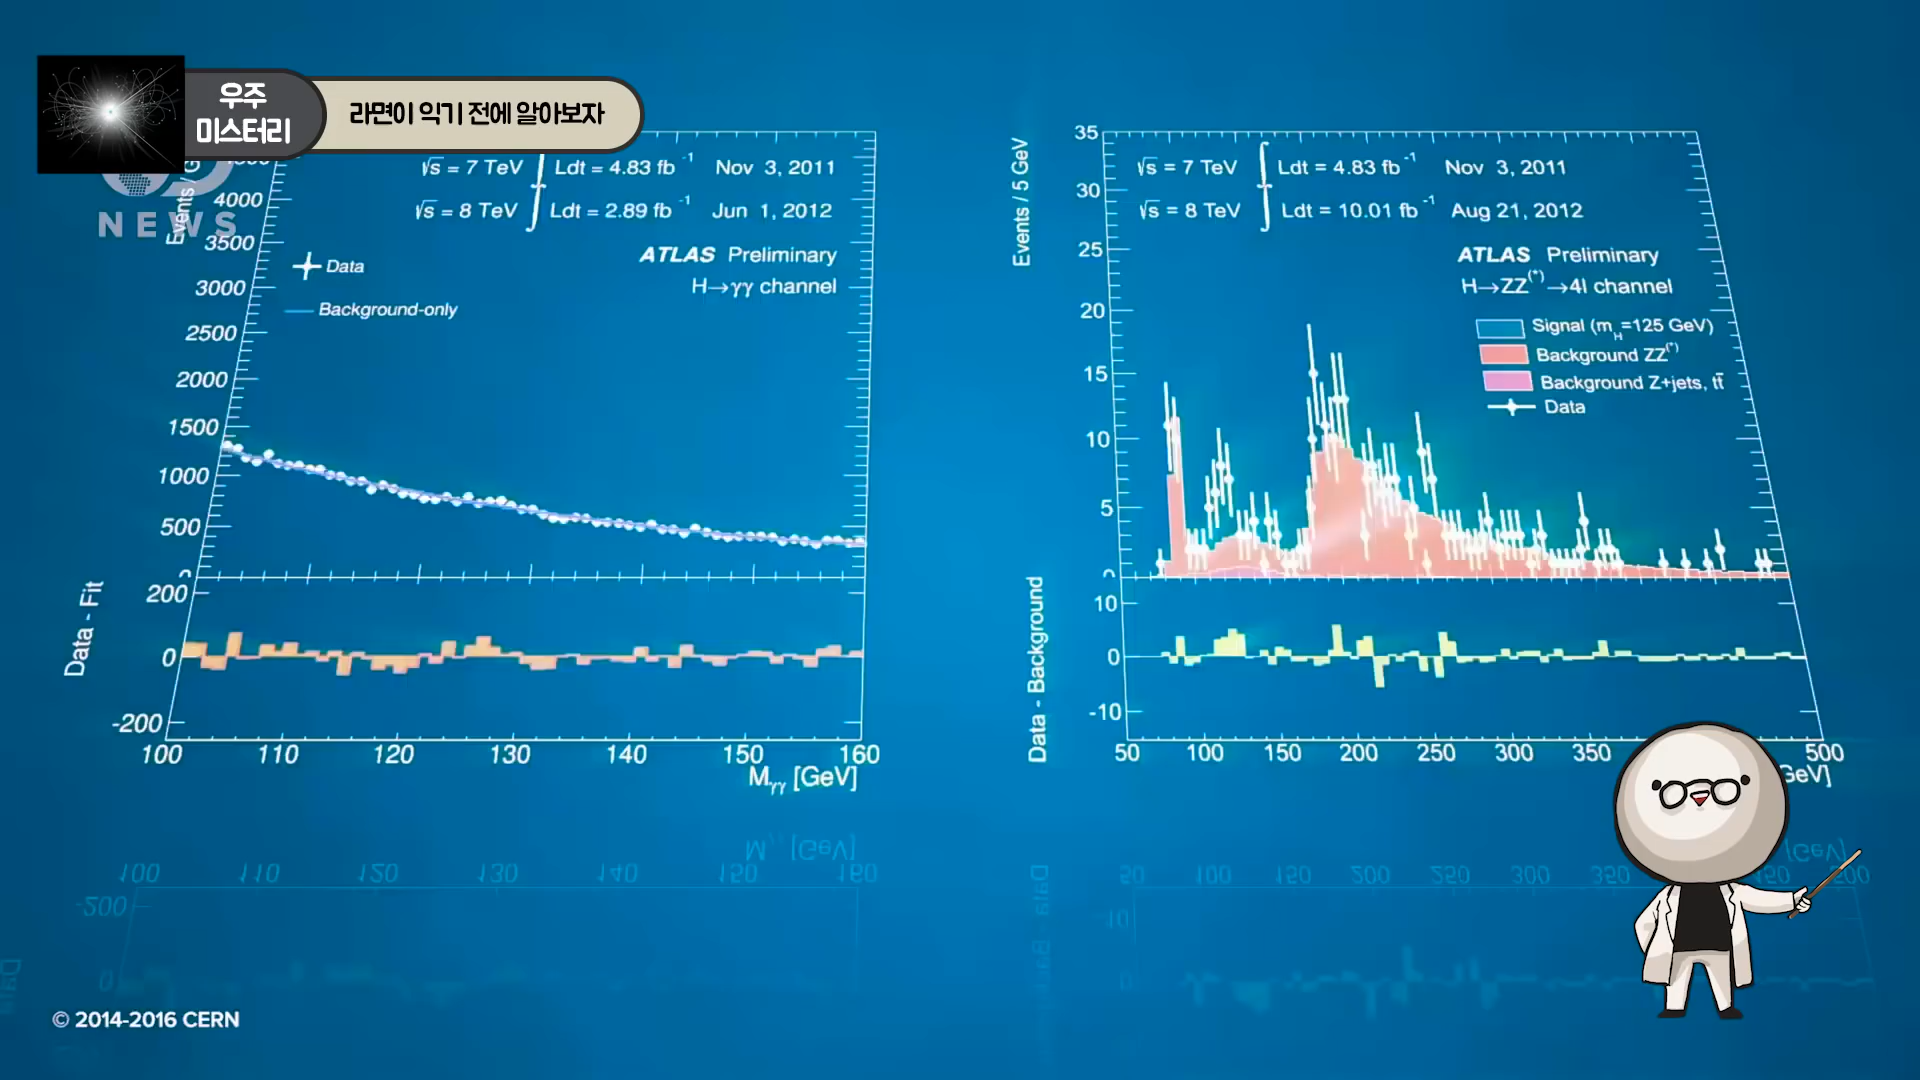 우주
미스터리
라면이 익기 전에 알아보자
NEWS
Events / G
4000
3500
3000
2500
2000
1500
1000
500
√s = 7 TeV ∫ Ldt = 4.83 fb⁻¹ Nov 3, 2011
√s = 8 TeV ∫ Ldt = 2.89 fb⁻¹ Jun 1, 2012
ATLAS Preliminary
H→γγ channel
Data
Background-only
Data - Fit
200
0
-200
100 110 120 130 140 150 160
Mγγ [GeV]
Events / 5 GeV
35
30
25
20
15
10
5
√s = 7 TeV ∫ Ldt = 4.83 fb⁻¹ Nov 3, 2011
√s = 8 TeV ∫ Ldt = 10.01 fb⁻¹ Aug 21, 2012
ATLAS Preliminary
H→ZZ(*)→4l channel
Signal (mH=125 GeV)
Background ZZ(*)
Background Z+jets, tt̄
Data
Data - Background
10
0
-10
50 100 150 200 250 300 350 500
GeV]
© 2014-2016 CERN